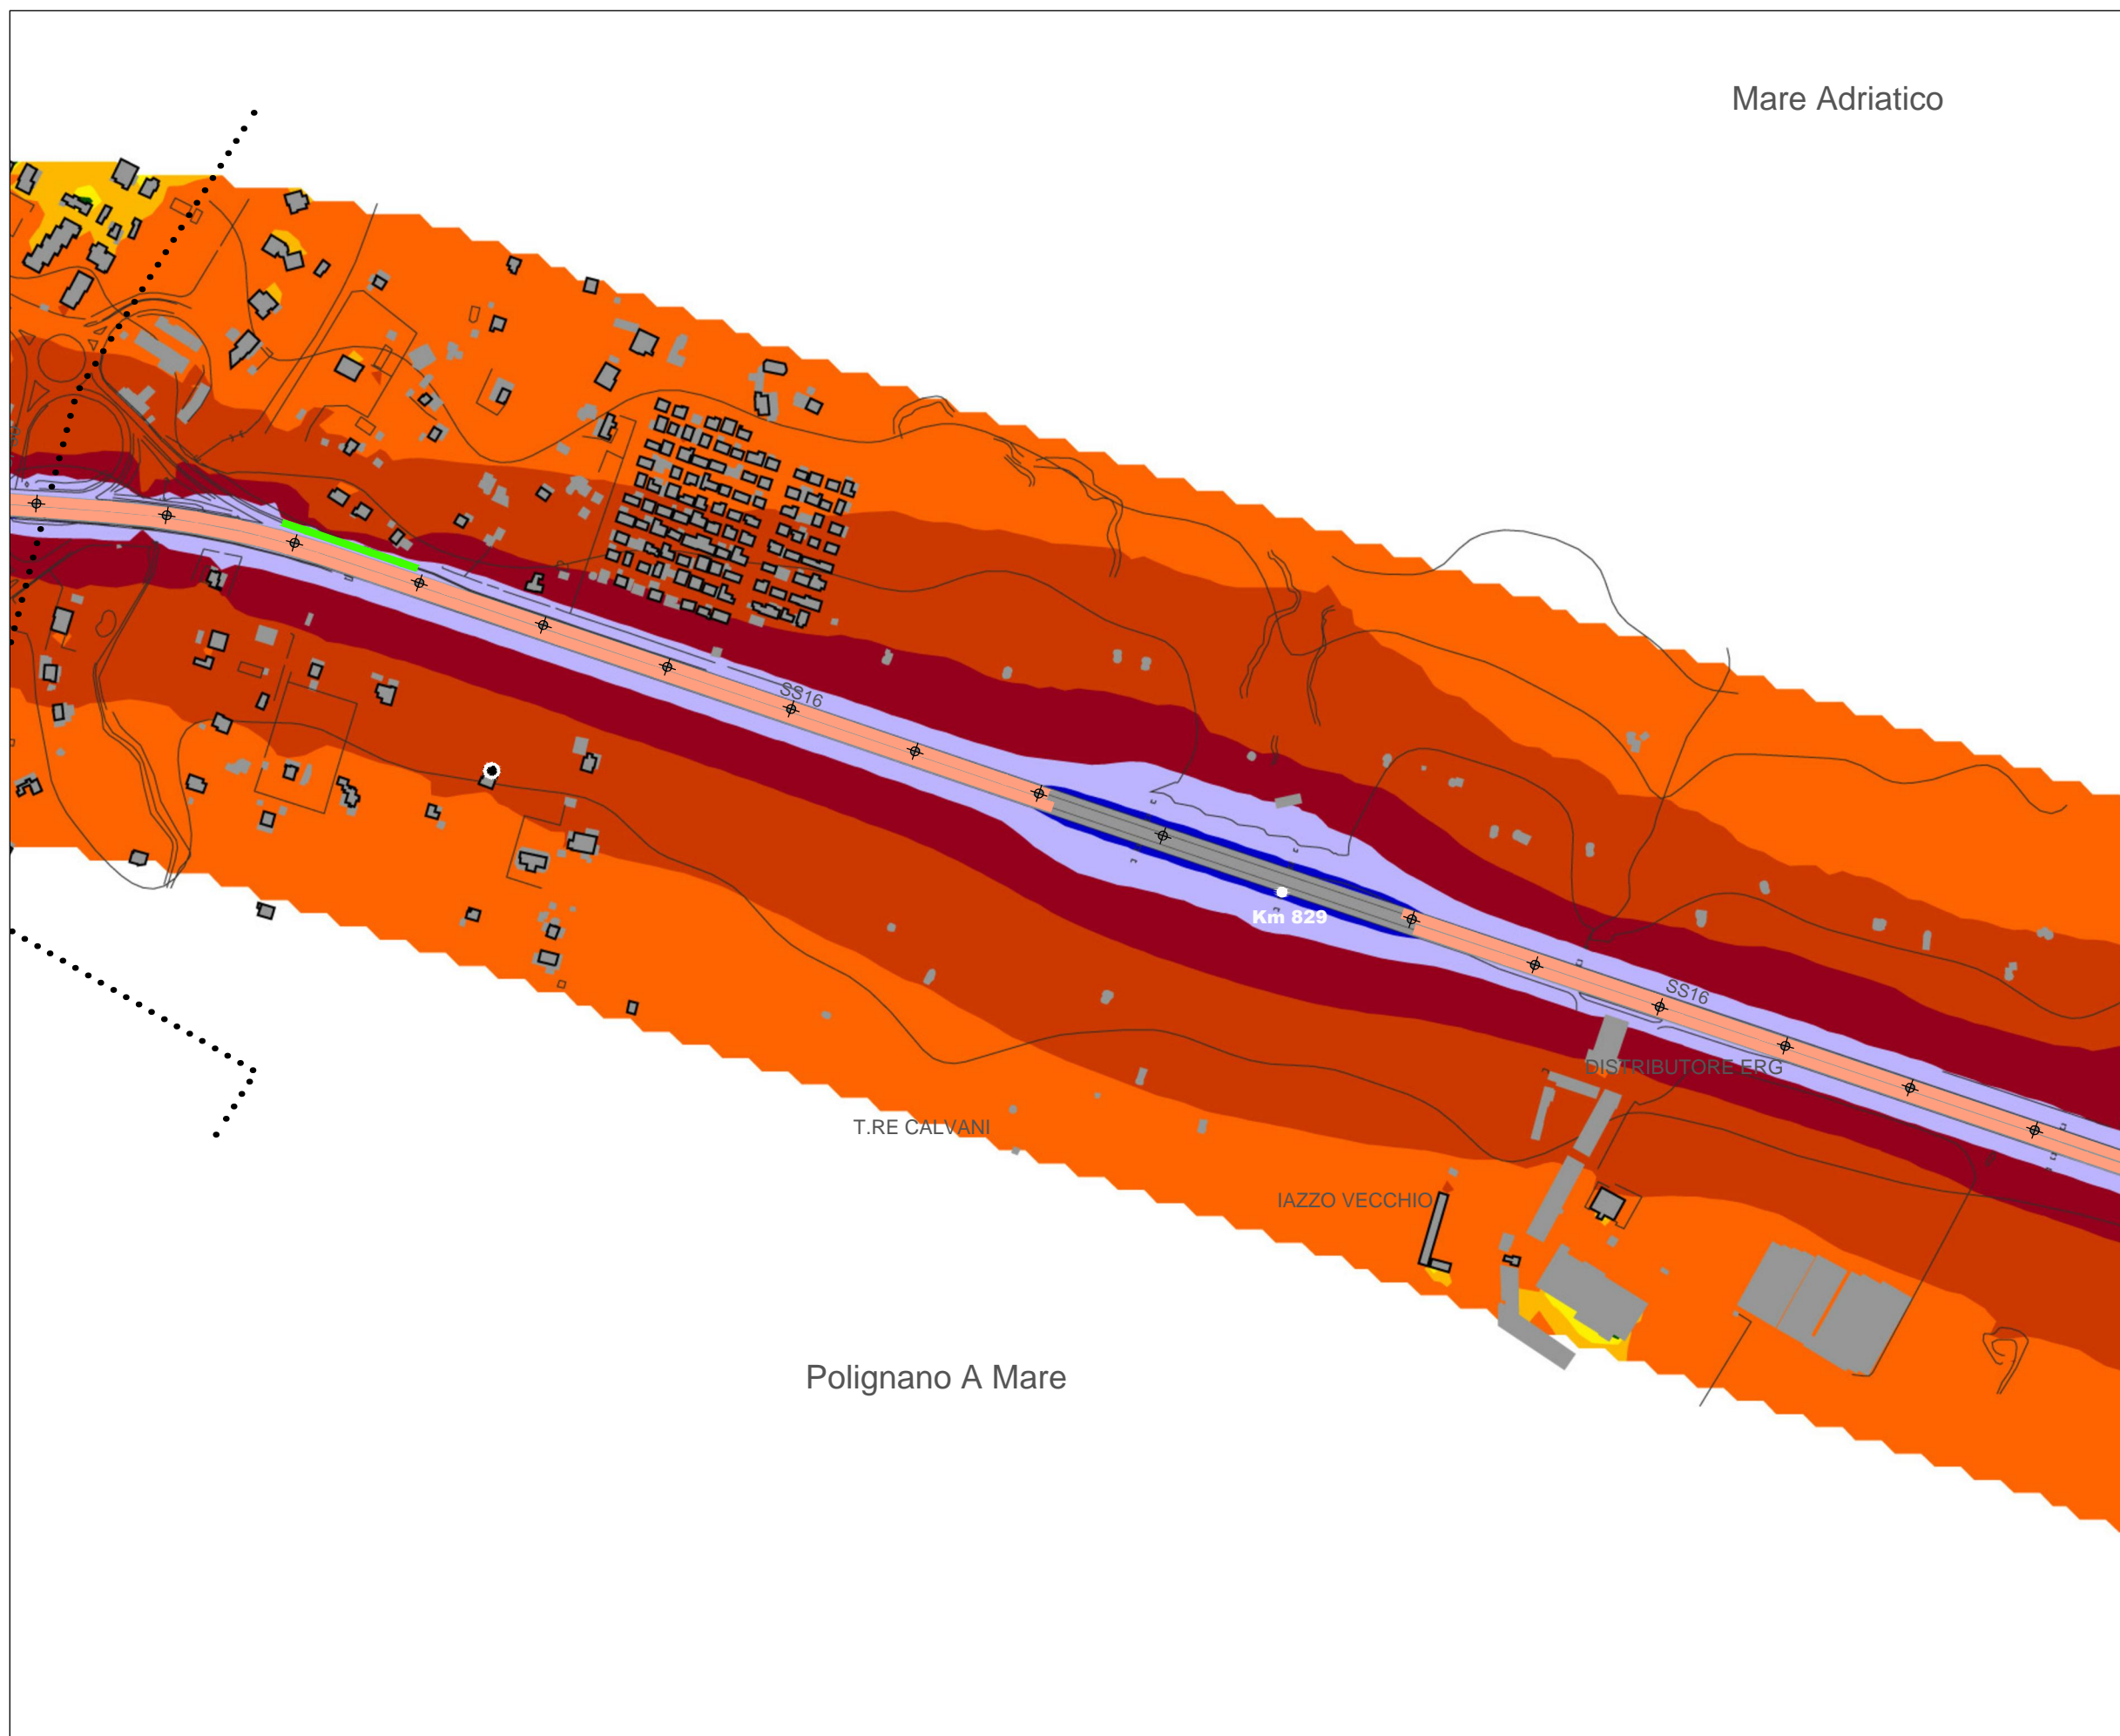 Mare Adriatico
SS16
Km 829
SS16
DISTRIBUTORE ERG
T.RE CALVANI
IAZZO VECCHIO
Polignano A Mare